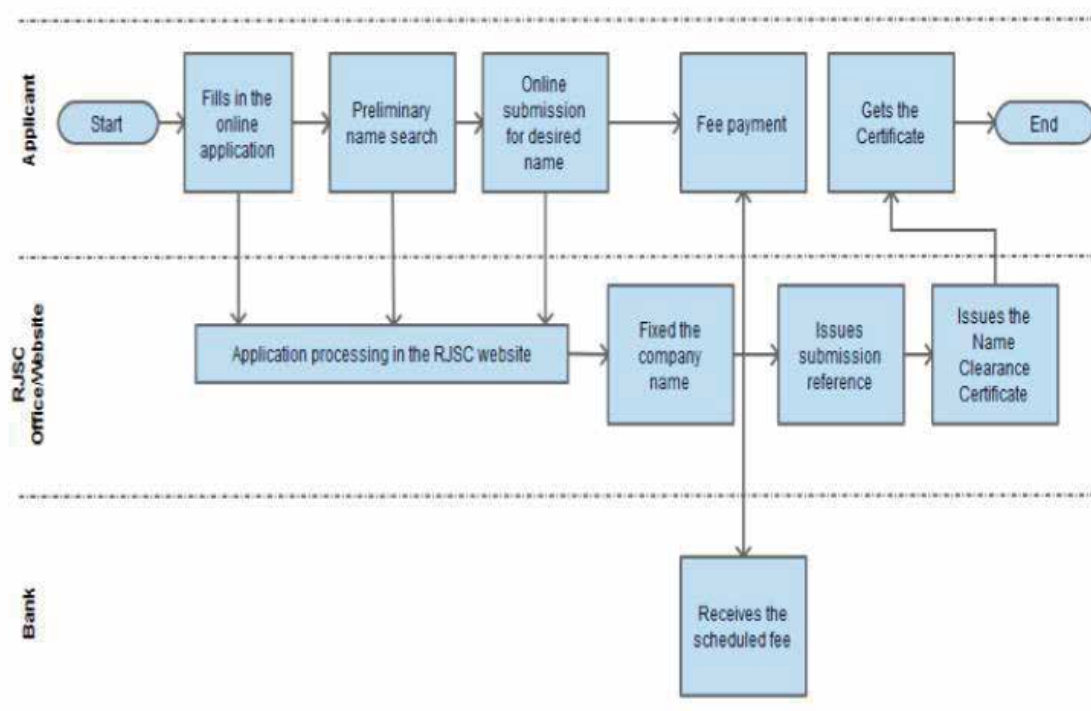 Applicant
Start
Fills in the
online
application
Preliminary
name search
Online
submission
for desired
name
Fee payment
Gets the
Certificate
End
RJSC
Office/Website
Application processing in the RJSC website
Fixed the
company
name
Issues
submission
reference
Issues the
Name
Clearance
Certificate
Bank
Receives the
scheduled fee